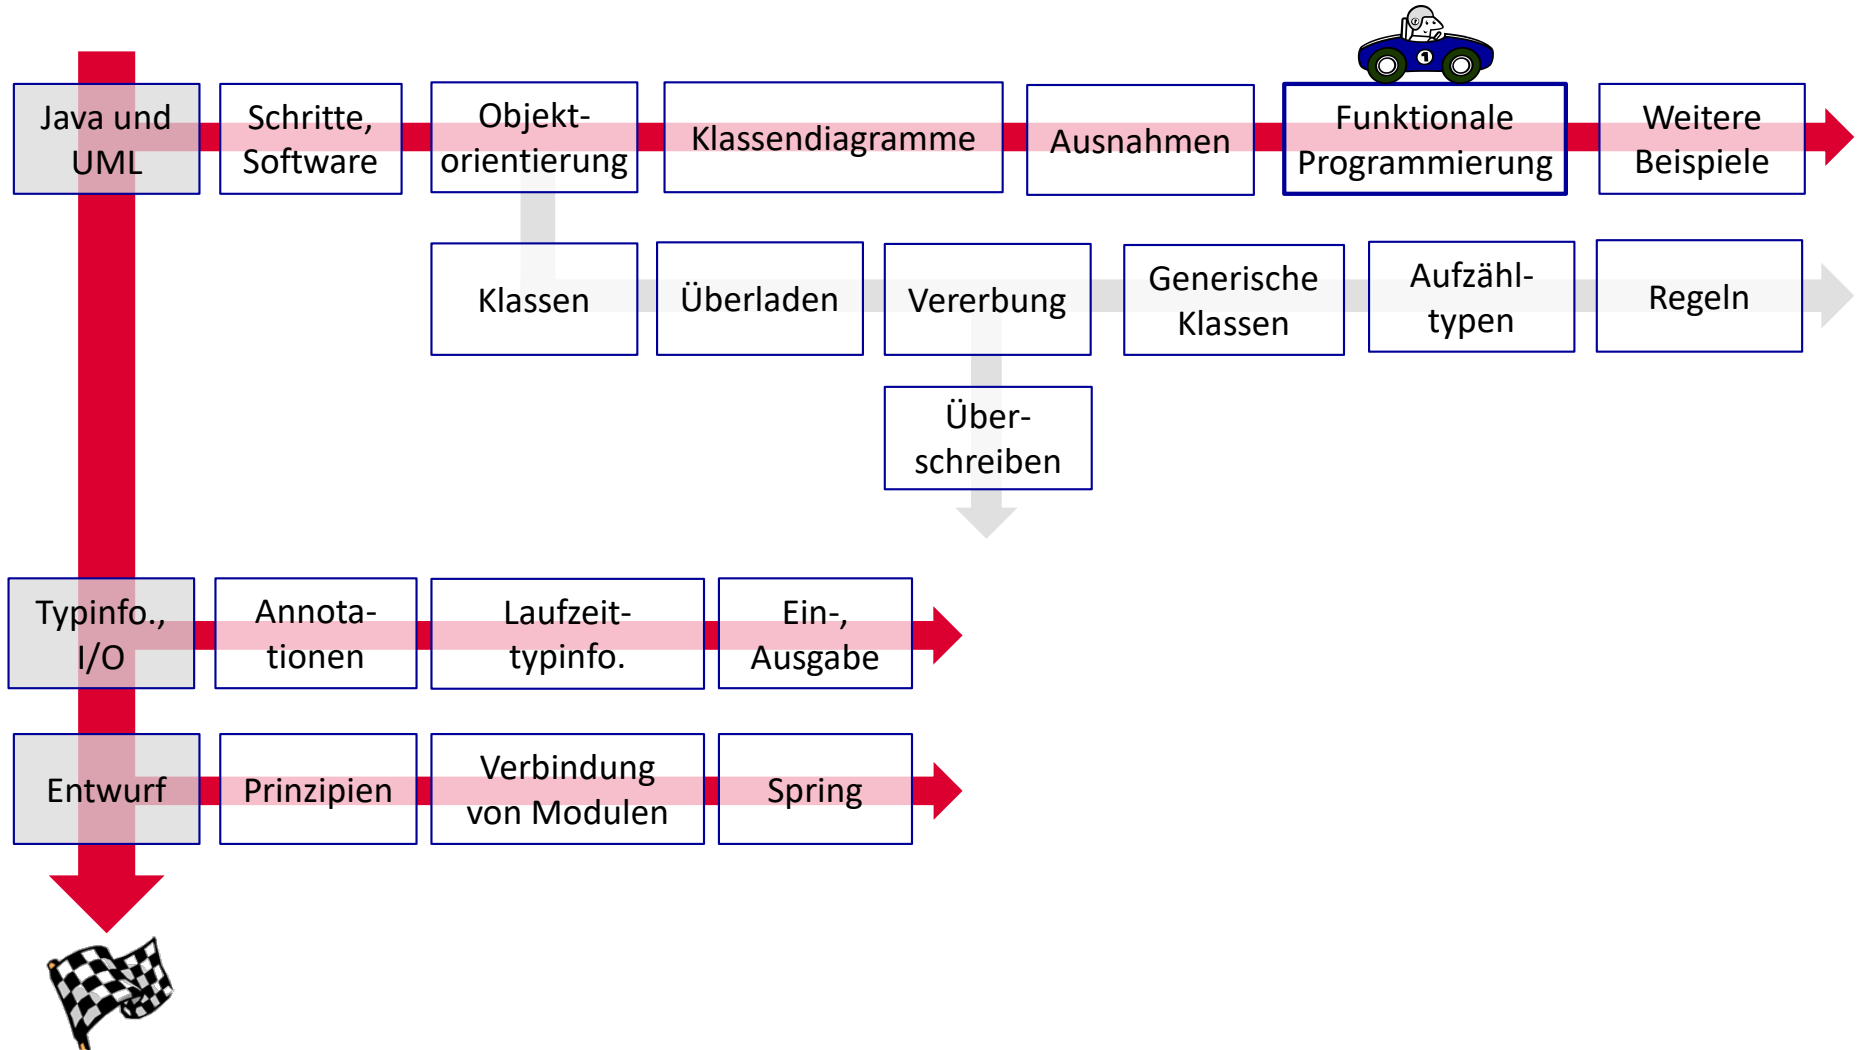 1
Java und
UML
Schritte,
Software
Objekt-
orientierung
Klassendiagramme
Ausnahmen
Funktionale
Programmierung
Weitere
Beispiele
Klassen
Überladen
Vererbung
Generische
Klassen
Aufzähl-
typen
Regeln
Über-
schreiben
Typinfo.,
I/O
Annota-
tionen
Laufzeit-
typinfo.
Ein-,
Ausgabe
Entwurf
Prinzipien
Verbindung
von Modulen
Spring